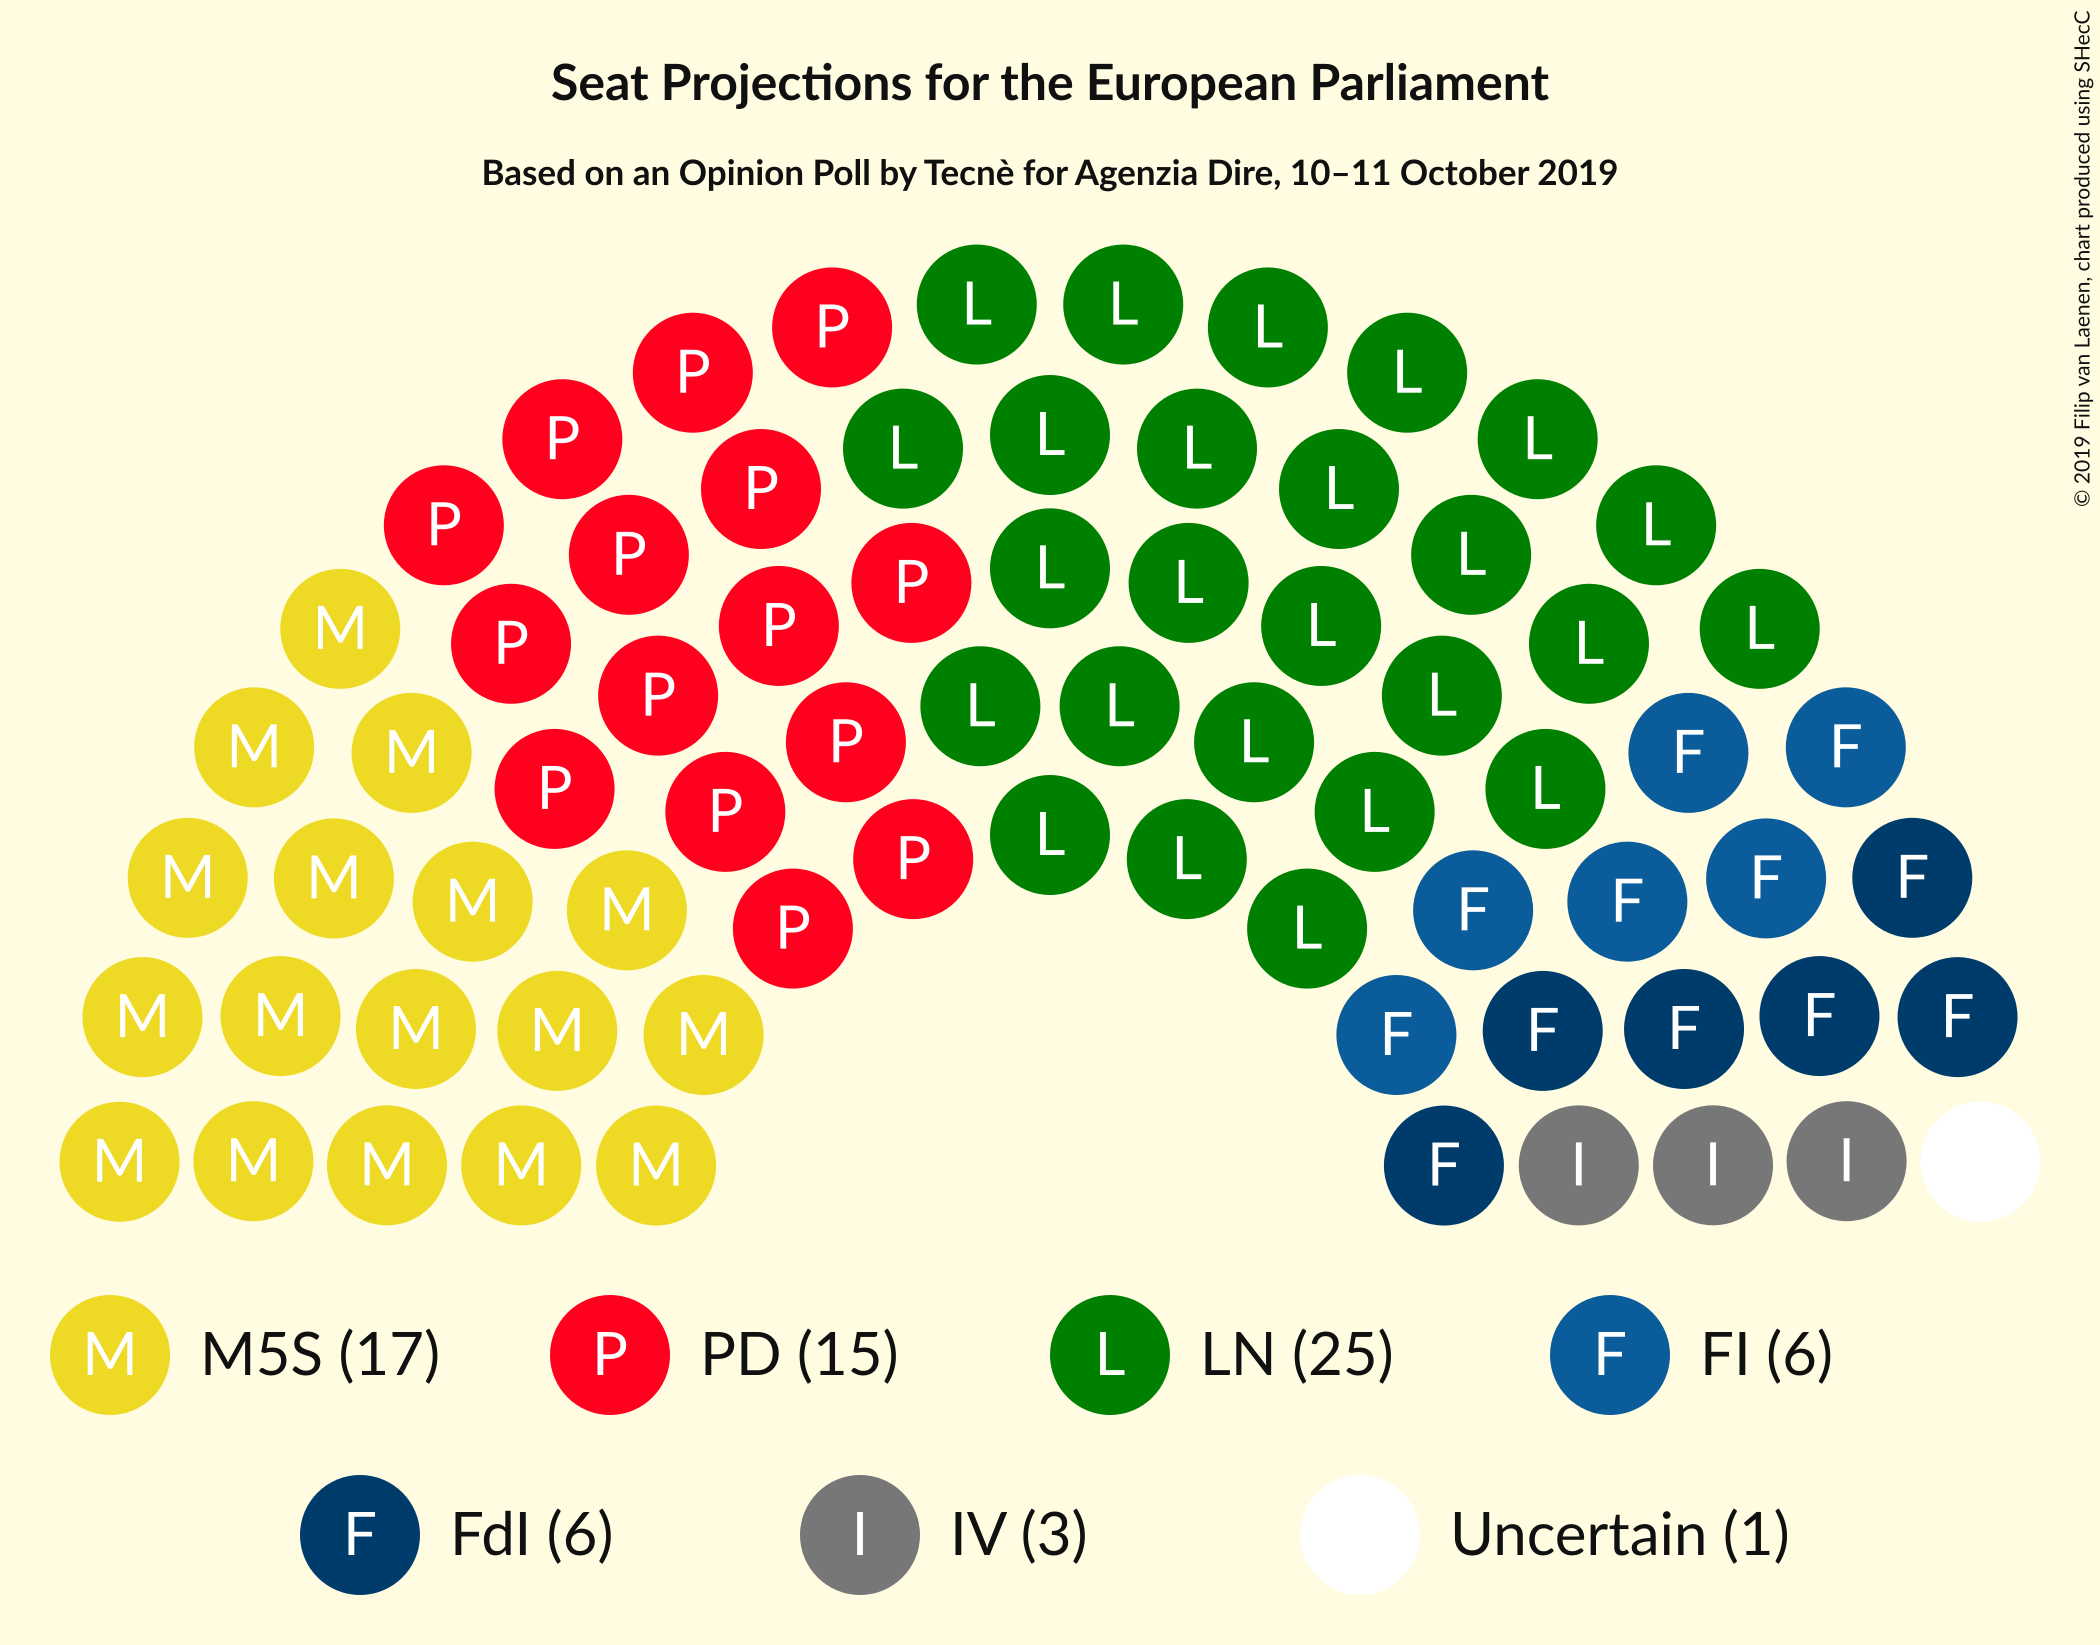 Seat Projections for the European Parliament
Based on an Opinion Poll by Tecnè for Agenzia Dire, 10–11 October 2019
© 2019 Filip van Laenen, chart produced using SHecC
L L
P L
P L
L
P L L L
P L
P L
P L
P L
P L L
P L
M P L L
P L
P L L
P L
M F
M F
P L
P L
P L
M M F F
M F
M F
P L
M M F F
M M F F
M F
M F
M M M M M F I I I
M M5S (17) P PD (15) L LN (25) F FI (6)
F FdI (6) I IV (3) Uncertain (1)